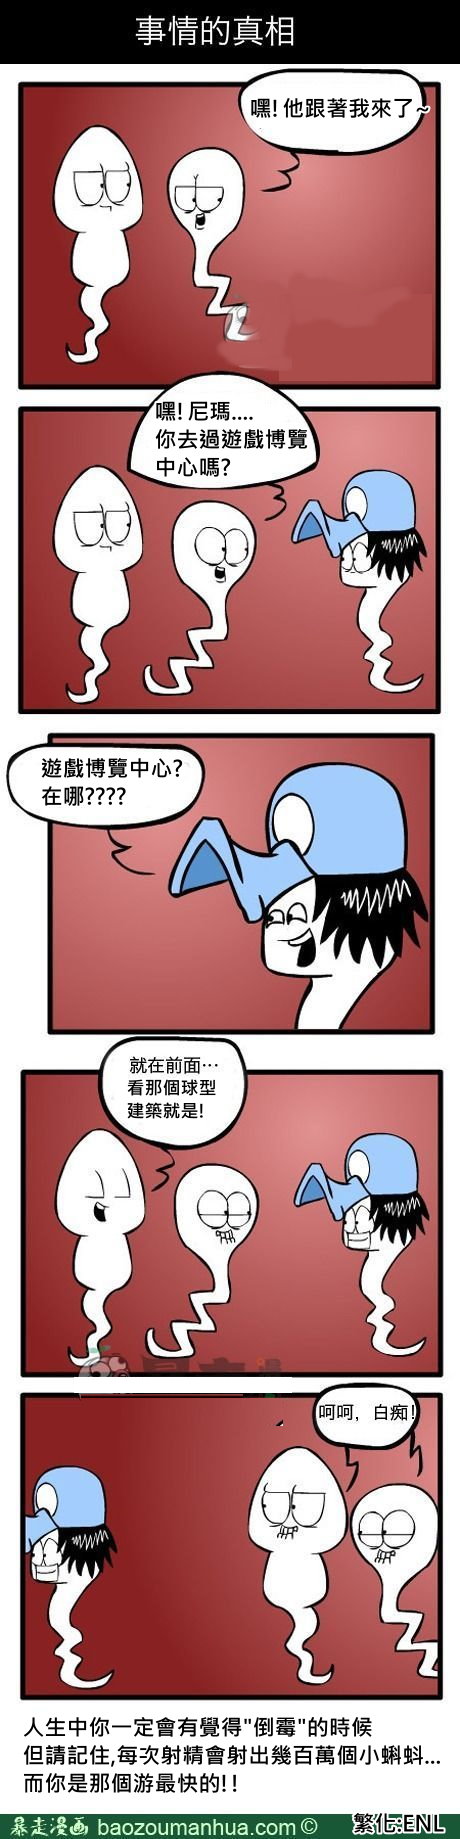 事情的真相
嘿!他跟著我來了~
嘿!尼瑪....
你去過遊戲博覽
中心嗎?
遊戲博覽中心?
在哪????
就在前面…
看那個球型
建築就是!
呵呵，白痴!
人生中你一定會有覺得"倒霉"的時候
但請記住,每次射精會射出幾百萬個小蝌蚪...
而你是那個游最快的!!
暴走漫画 baozoumanhua.com © 繁化:ENL